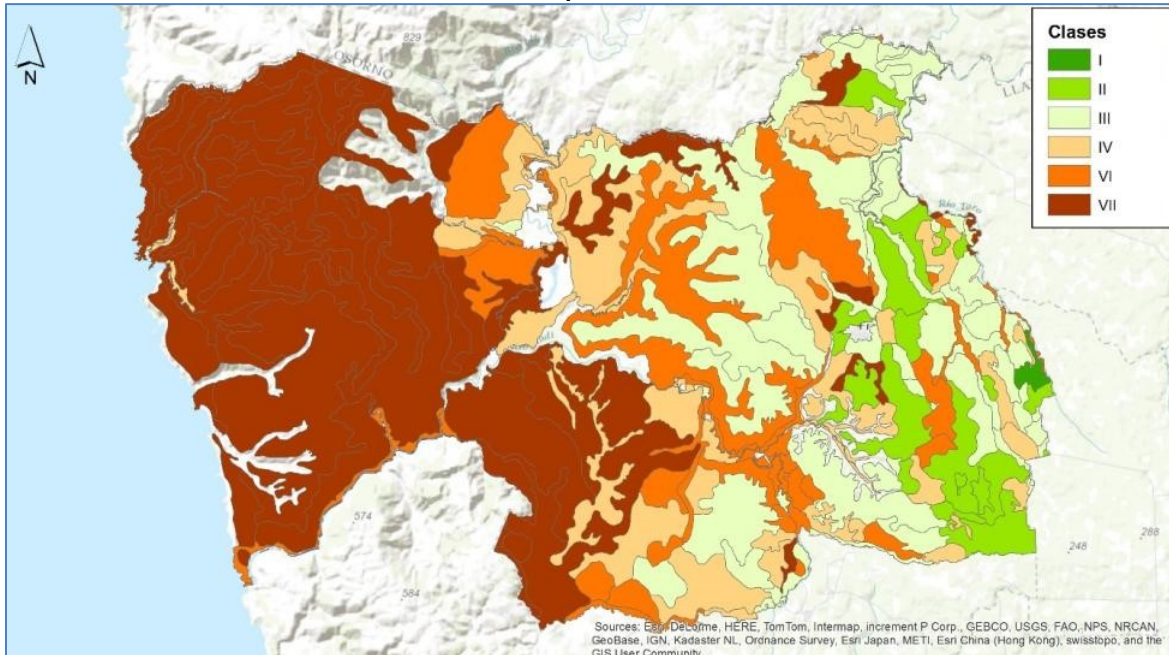 829
OSORNO
Clases
I
II
III
IV
VI
VII
LLA
N
574
584
248
288
Sources: Esri, DeLorme, HERE, TomTom, Intermap, increment P Corp., GEBCO, USGS, FAO, NPS, NRCAN,
GeoBase, IGN, Kadaster NL, Ordnance Survey, Esri Japan, METI, Esri China (Hong Kong), swisstopo, and the
GIS User Community